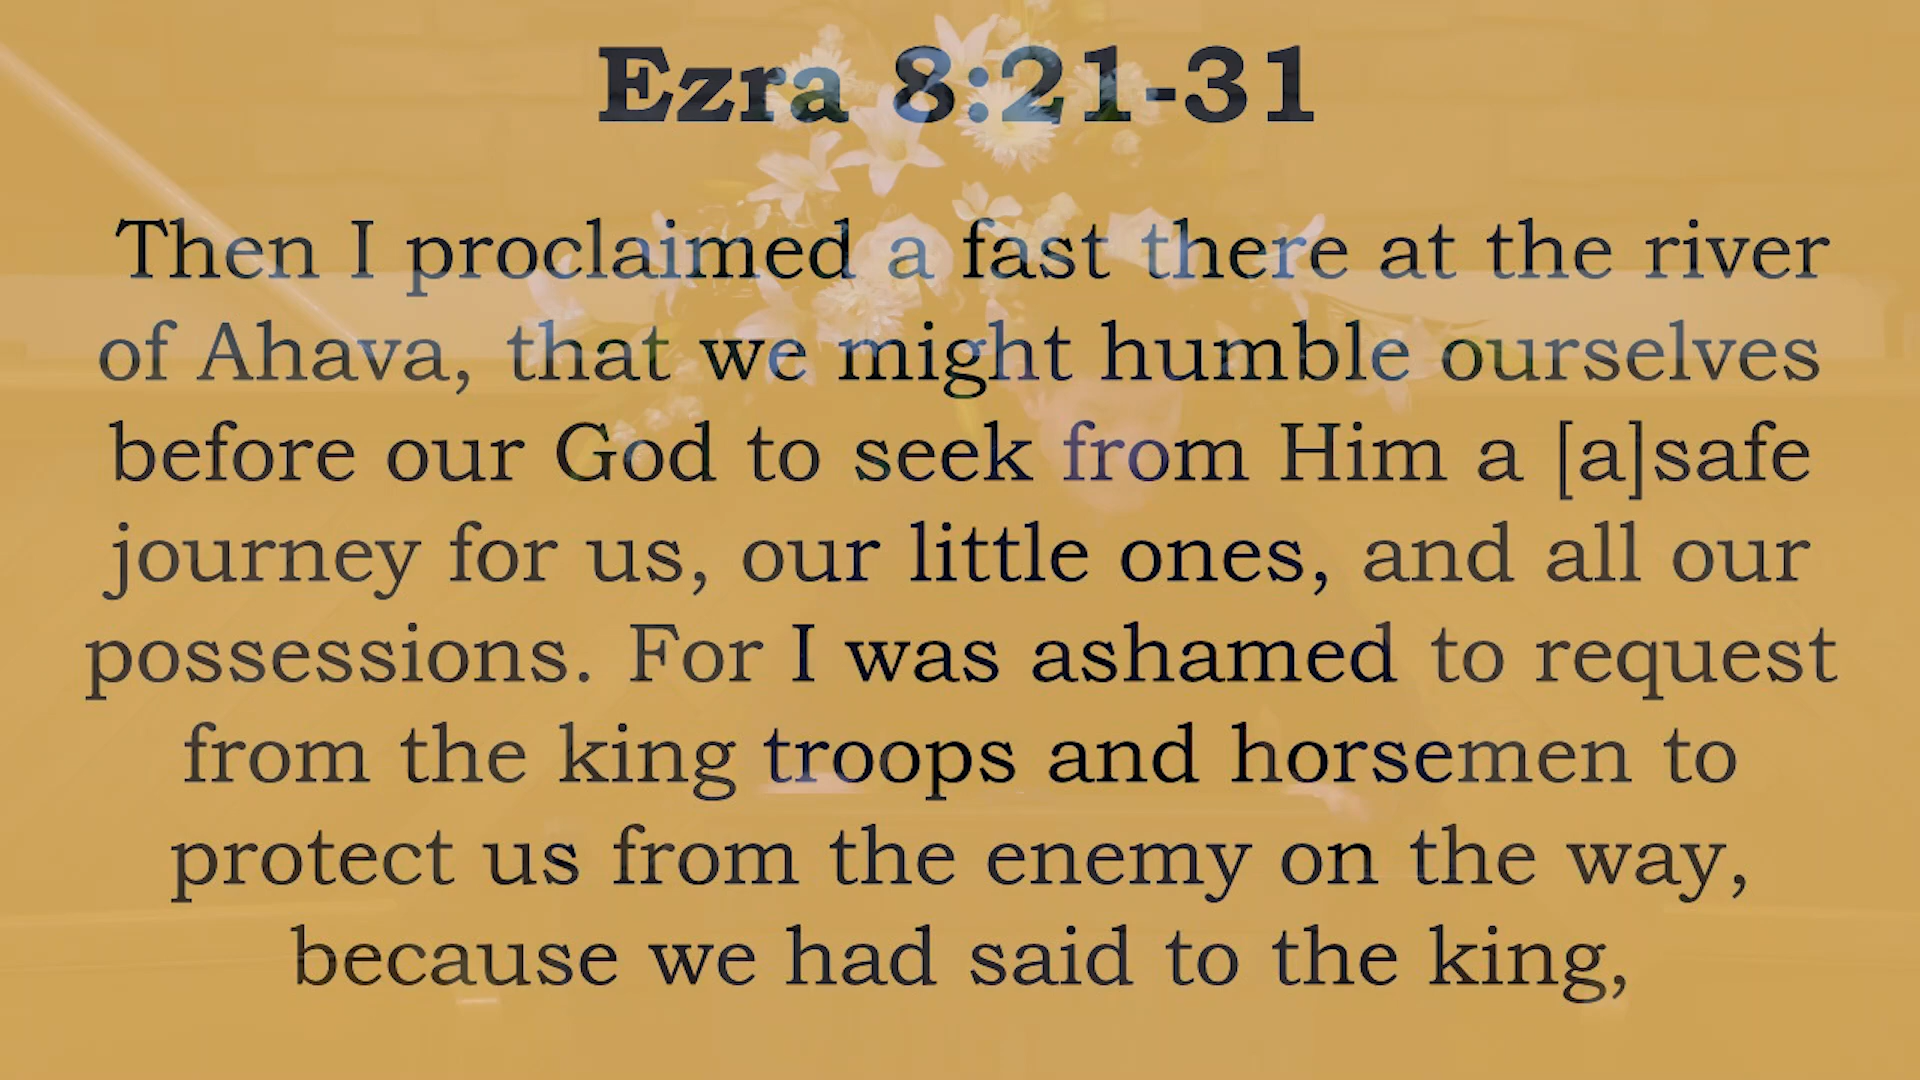 Ezra 8:21-31
Then I proclaimed a fast there at the river
of Ahava, that we might humble ourselves
before our God to seek from Him a [a]safe
journey for us, our little ones, and all our
possessions. For I was ashamed to request
from the king troops and horsemen to
protect us from the enemy on the way,
because we had said to the king,